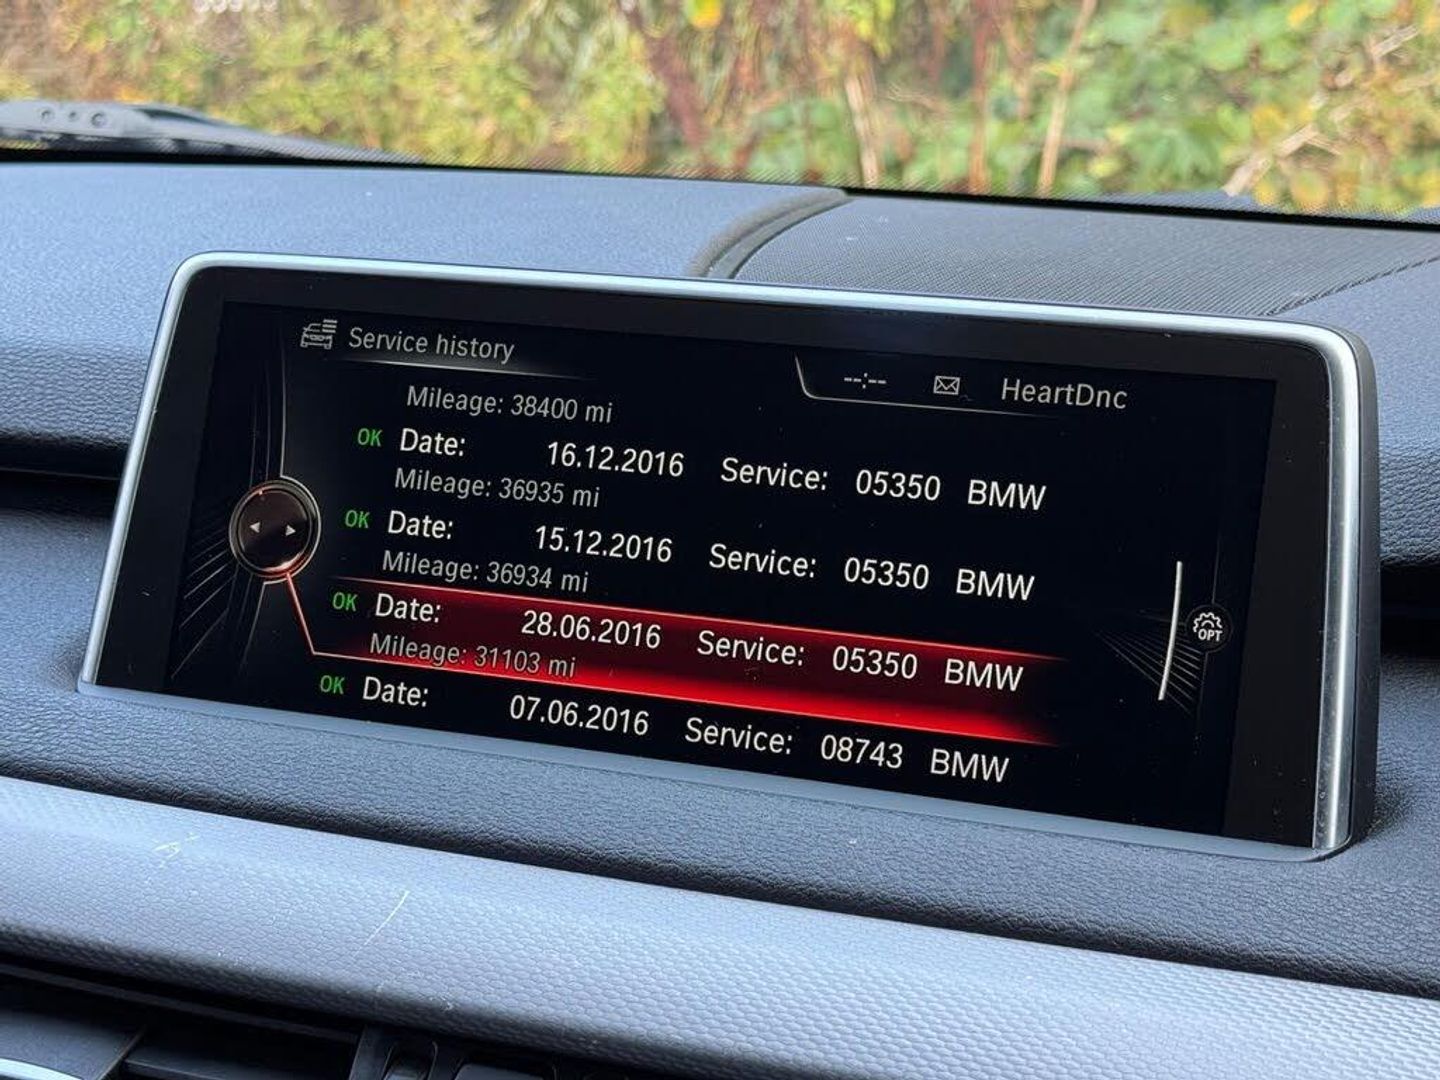 Service history
--:-- HeartDnc
Mileage: 38400 mi
OK Date: 16.12.2016 Service: 05350 BMW
Mileage: 36935 mi
OK Date: 15.12.2016 Service: 05350 BMW
Mileage: 36934 mi
OK Date: 28.06.2016 Service: 05350 BMW
Mileage: 31103 mi
OK Date: 07.06.2016 Service: 08743 BMW
OPT